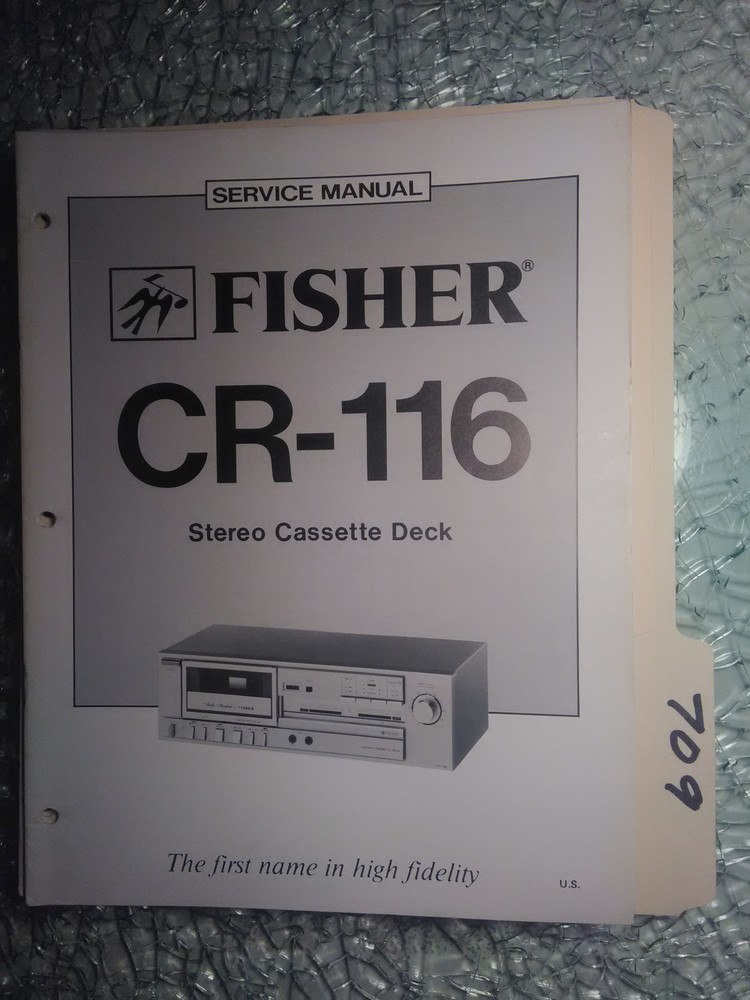 SERVICE MANUAL
FISHER®
CR-116
Stereo Cassette Deck
The first name in high fidelity
U.S.
709